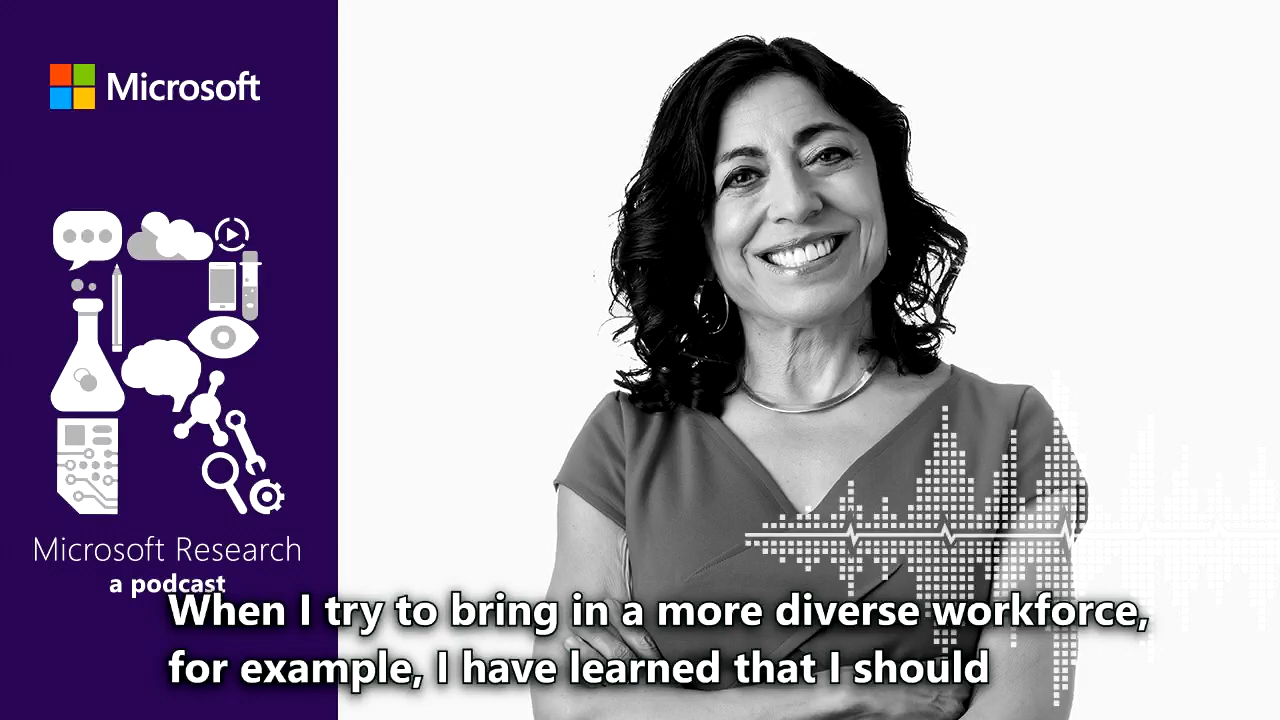 Microsoft
Microsoft Research
a podcast
When I try to bring in a more diverse workforce,
for example, I have learned that I should